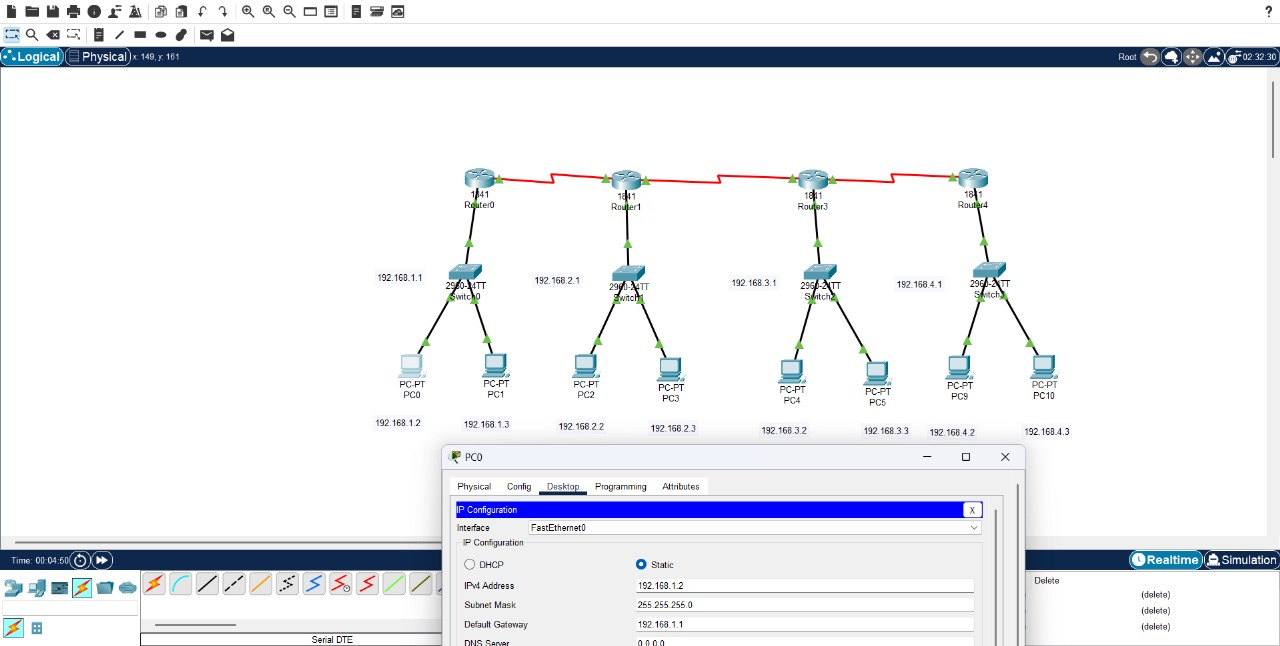 ?
Logical
Physical x: 149, y: 161
Root
02:32:30
1841
Router0
1841
Router1
1841
Router3
1841
Router4
192.168.1.1
2960-24TT
Switch0
192.168.2.1
2960-24TT
Switch1
192.168.3.1
2960-24TT
Switch2
192.168.4.1
2960-24TT
Switch3
PC-PT
PC0
PC-PT
PC1
PC-PT
PC2
PC-PT
PC3
PC-PT
PC4
PC-PT
PC5
PC-PT
PC9
PC-PT
PC10
192.168.1.2
192.168.1.3
192.168.2.2
192.168.2.3
192.168.3.2
192.168.3.3
192.168.4.2
192.168.4.3
PC0
Physical Config Desktop Programming Attributes
IP Configuration X
Interface FastEthernet0
IP Configuration
DHCP Static
IPv4 Address 192.168.1.2
Subnet Mask 255.255.255.0
Default Gateway 192.168.1.1
DNS Server 0.0.0.0
Time: 00:04:50
Realtime Simulation
Serial DTE
Delete
(delete)
(delete)
(delete)